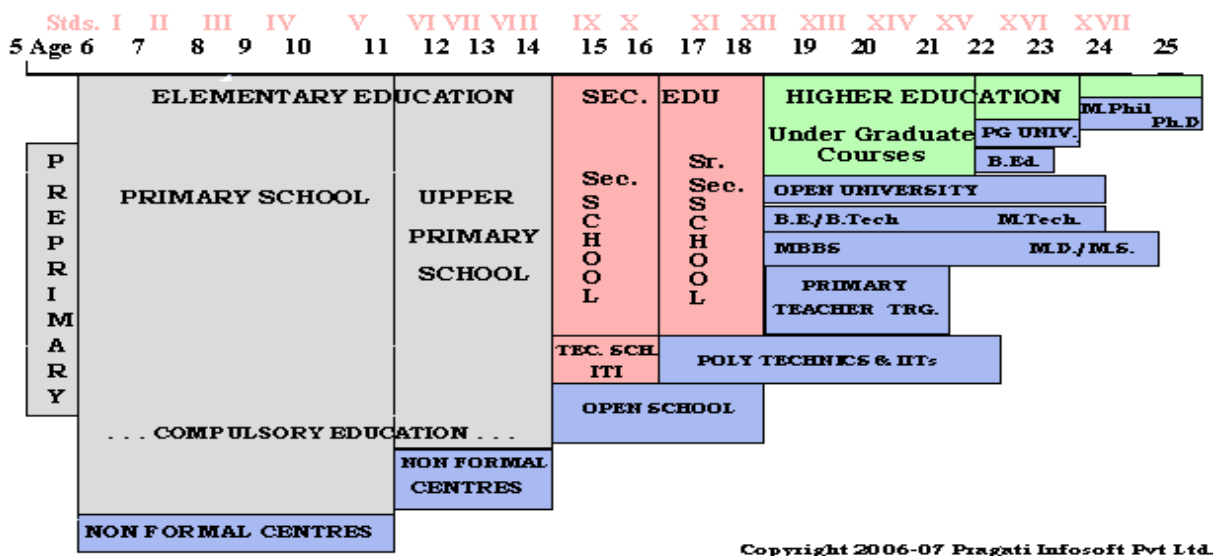 Stds. I II III IV V VI VII VIII IX X XI XII XIII XIV XV XVI XVII
5 Age 6 7 8 9 10 11 12 13 14 15 16 17 18 19 20 21 22 23 24 25
ELEMENTARY EDUCATION SEC. EDU HIGHER EDUCATION
M.Phil
Ph.D
Under Graduate
Courses
PG UNIV.
B.Ed.
PREPRIMARY
PRIMARY SCHOOL
UPPER
PRIMARY
SCHOOL
Sec.
SCHOOL
Sr.
Sec.
SCHOOL
OPEN UNIVERSITY
B.E./B.Tech M.Tech.
MBBS M.D./M.S.
PRIMARY
TEACHER TRG.
TEC. SCH.
ITI
POLY TECHNICS & IITs
OPEN SCHOOL
. . . COMPULSORY EDUCATION . . .
NON FORMAL
CENTRES
NON FORMAL CENTRES
Copyright 2006-07 Pragati Infosoft Pvt Ltd.